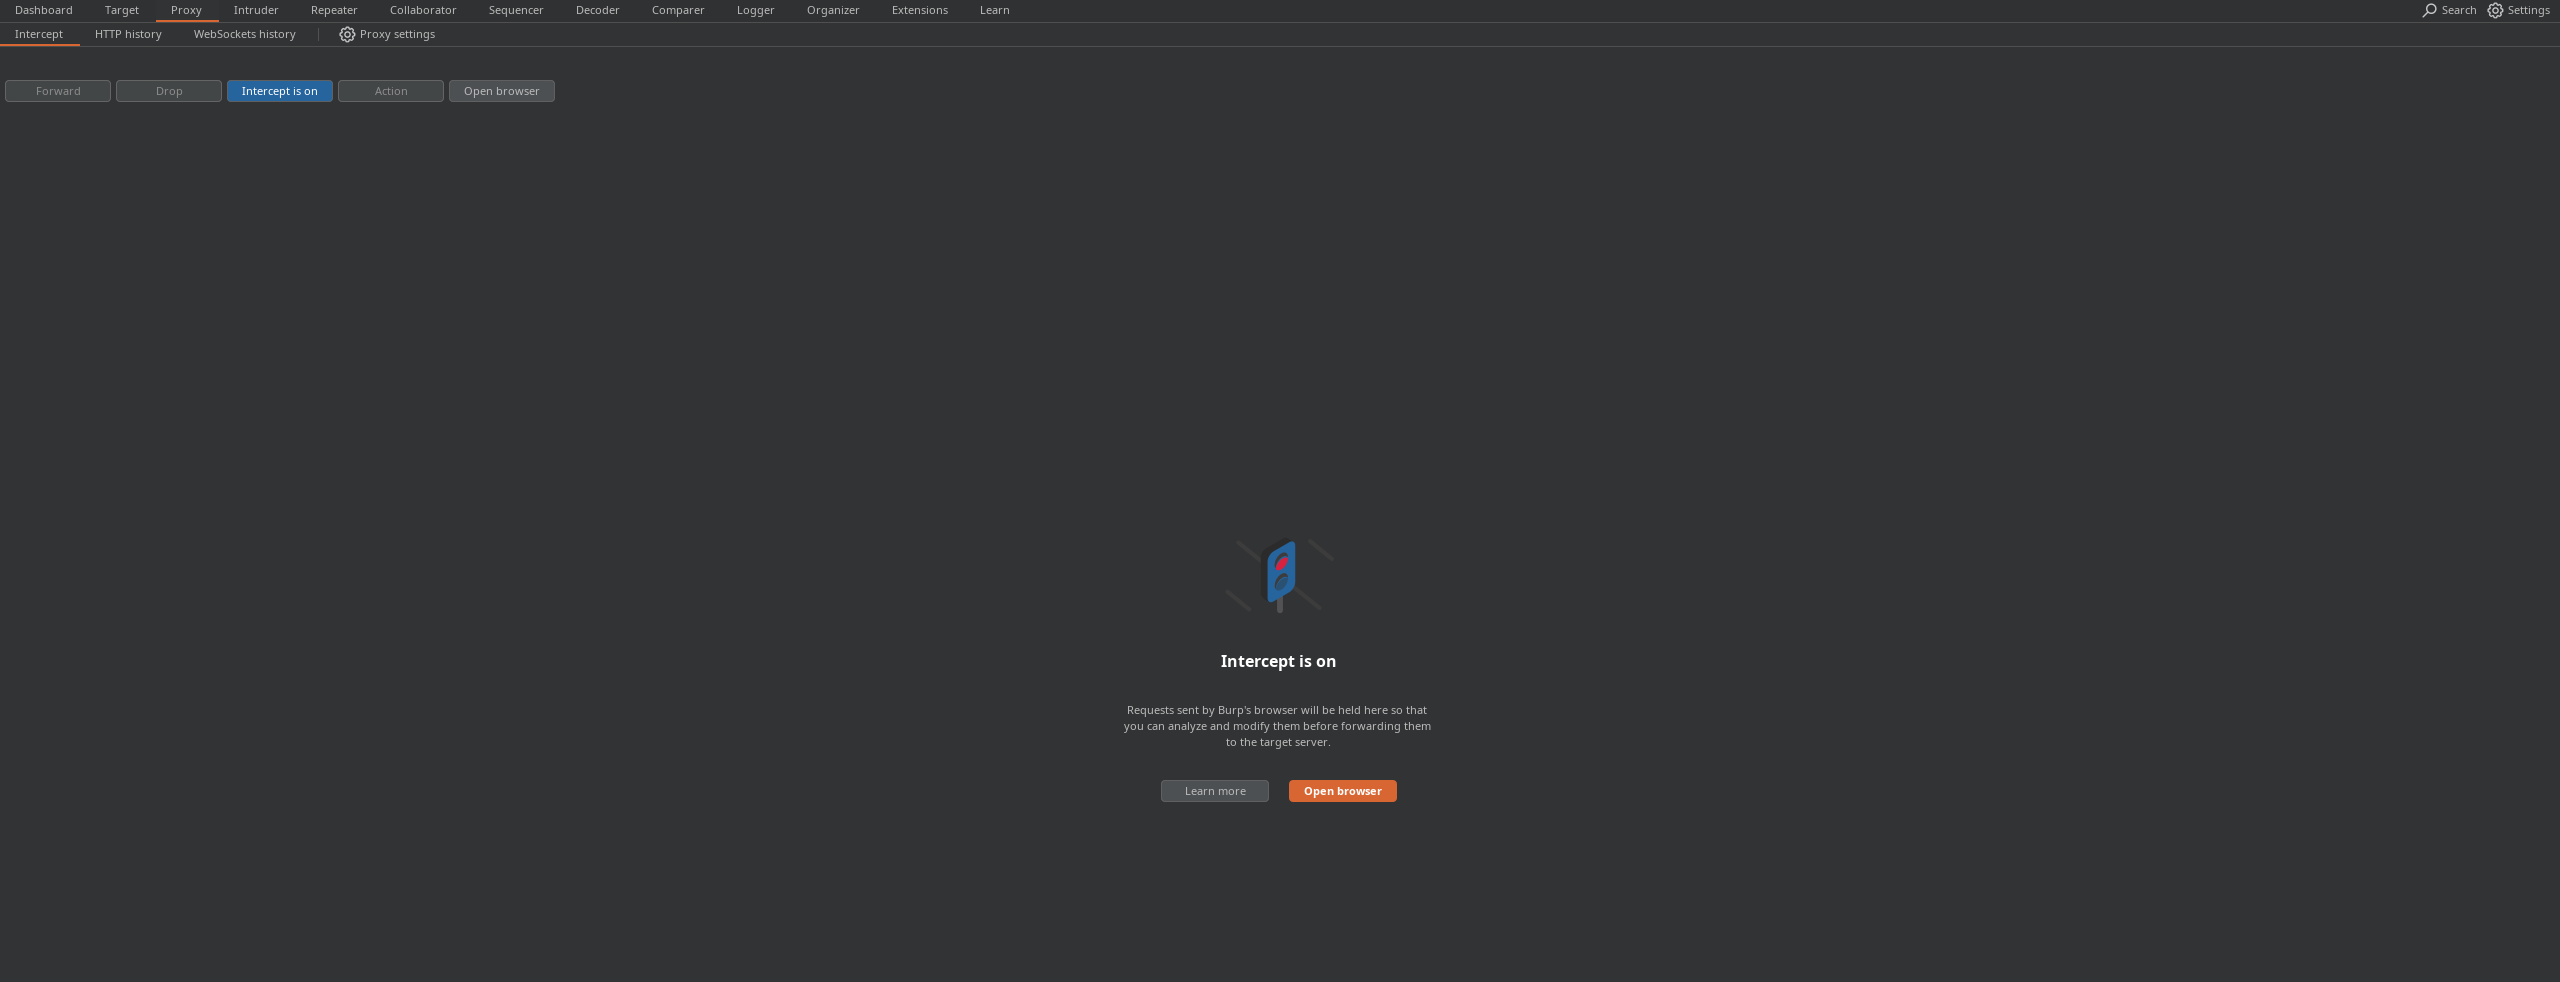 Dashboard Target Proxy Intruder Repeater Collaborator Sequencer Decoder Comparer Logger Organizer Extensions Learn Search Settings
Intercept HTTP history WebSockets history Proxy settings
Forward Drop Intercept is on Action Open browser
Intercept is on
Requests sent by Burp's browser will be held here so that
you can analyze and modify them before forwarding them
to the target server.
Learn more Open browser